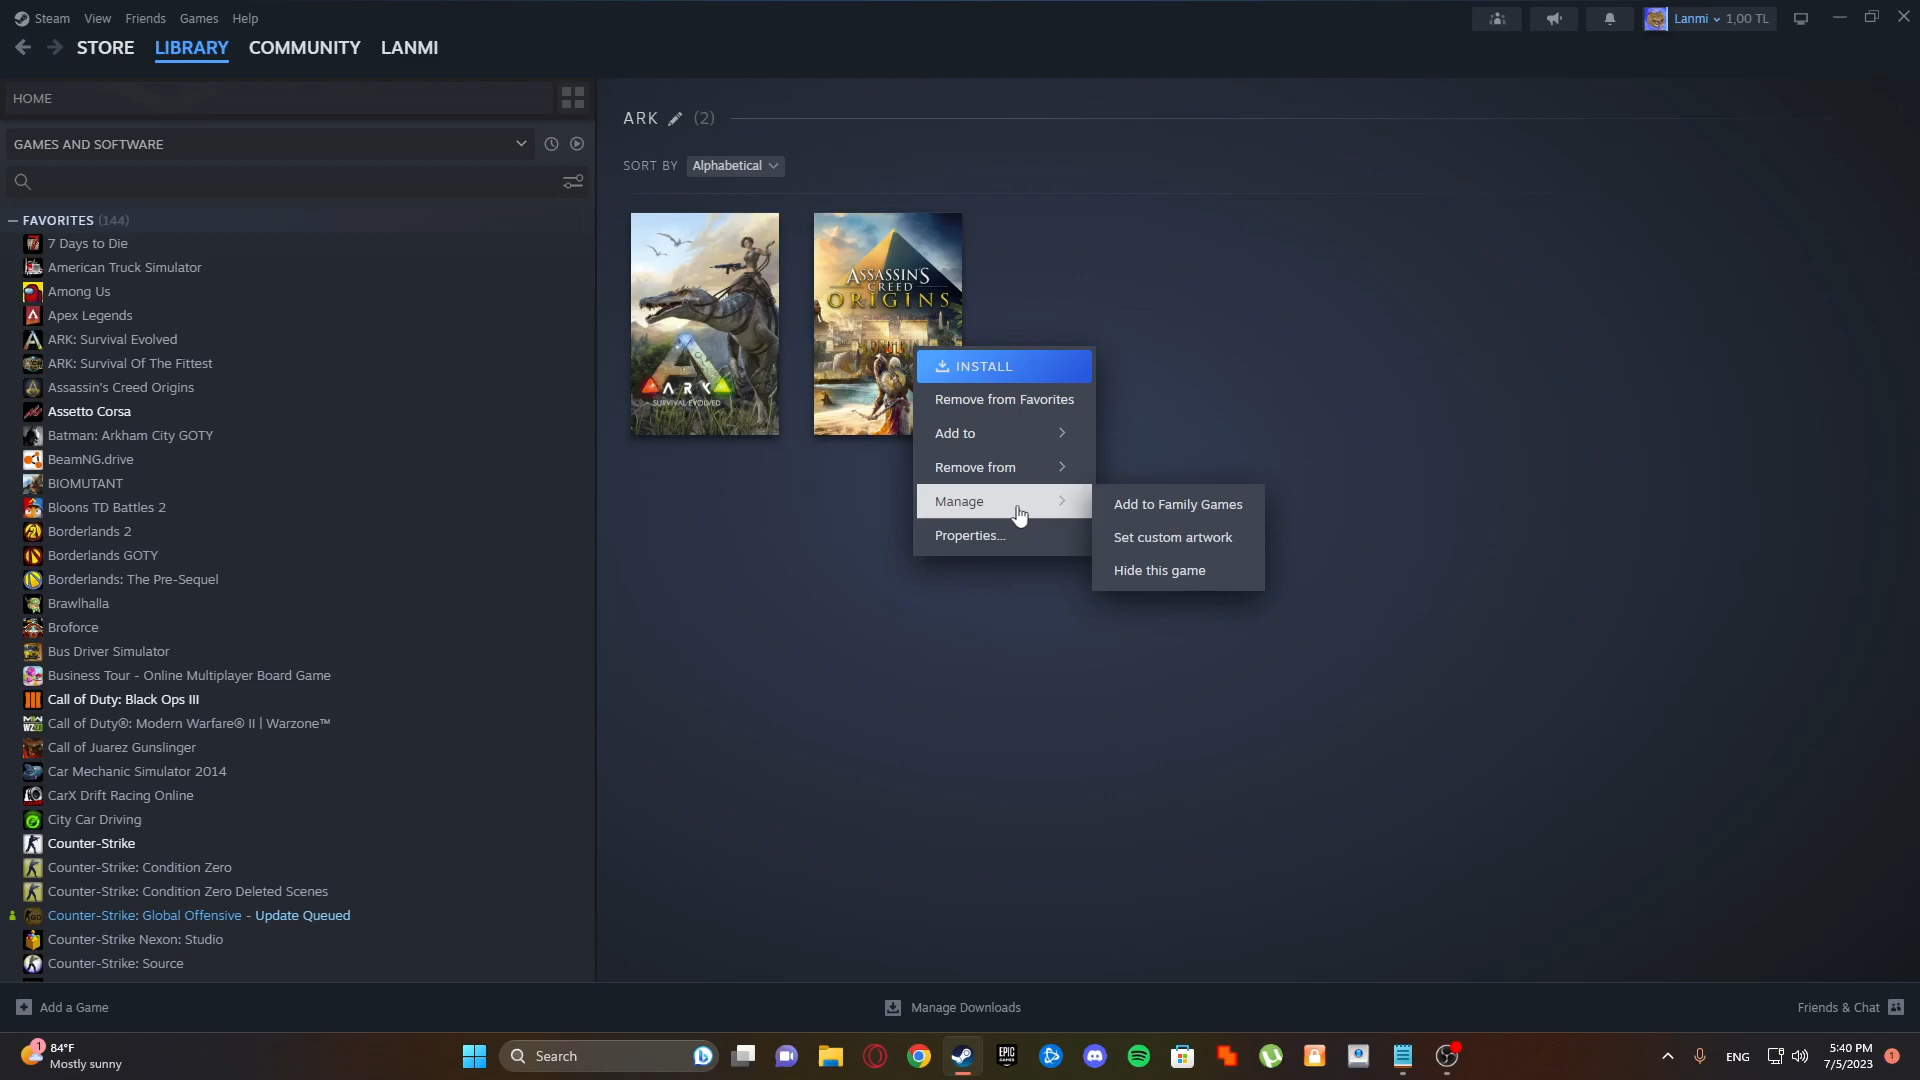 Steam View Friends Games Help
Lanmi 1,00 TL
STORE LIBRARY COMMUNITY LANMI
HOME
GAMES AND SOFTWARE
FAVORITES (144)
7 Days to Die
American Truck Simulator
Among Us
Apex Legends
ARK: Survival Evolved
ARK: Survival Of The Fittest
Assassin's Creed Origins
Assetto Corsa
Batman: Arkham City GOTY
BeamNG.drive
BIOMUTANT
Bloons TD Battles 2
Borderlands 2
Borderlands GOTY
Borderlands: The Pre-Sequel
Brawlhalla
Broforce
Bus Driver Simulator
Business Tour - Online Multiplayer Board Game
Call of Duty: Black Ops III
Call of Duty®: Modern Warfare® II | Warzone™
Call of Juarez Gunslinger
Car Mechanic Simulator 2014
CarX Drift Racing Online
City Car Driving
Counter-Strike
Counter-Strike: Condition Zero
Counter-Strike: Condition Zero Deleted Scenes
Counter-Strike: Global Offensive - Update Queued
Counter-Strike Nexon: Studio
Counter-Strike: Source
ARK (2)
SORT BY Alphabetical
ARK
SURVIVAL EVOLVED
ASSASSIN'S
CREED
ORIGINS
INSTALL
Remove from Favorites
Add to
Remove from
Manage
Properties...
Add to Family Games
Set custom artwork
Hide this game
Add a Game
Manage Downloads
Friends & Chat
1
84°F
Mostly sunny
Search
EPIC
GAMES
ENG
5:40 PM
7/5/2023
1